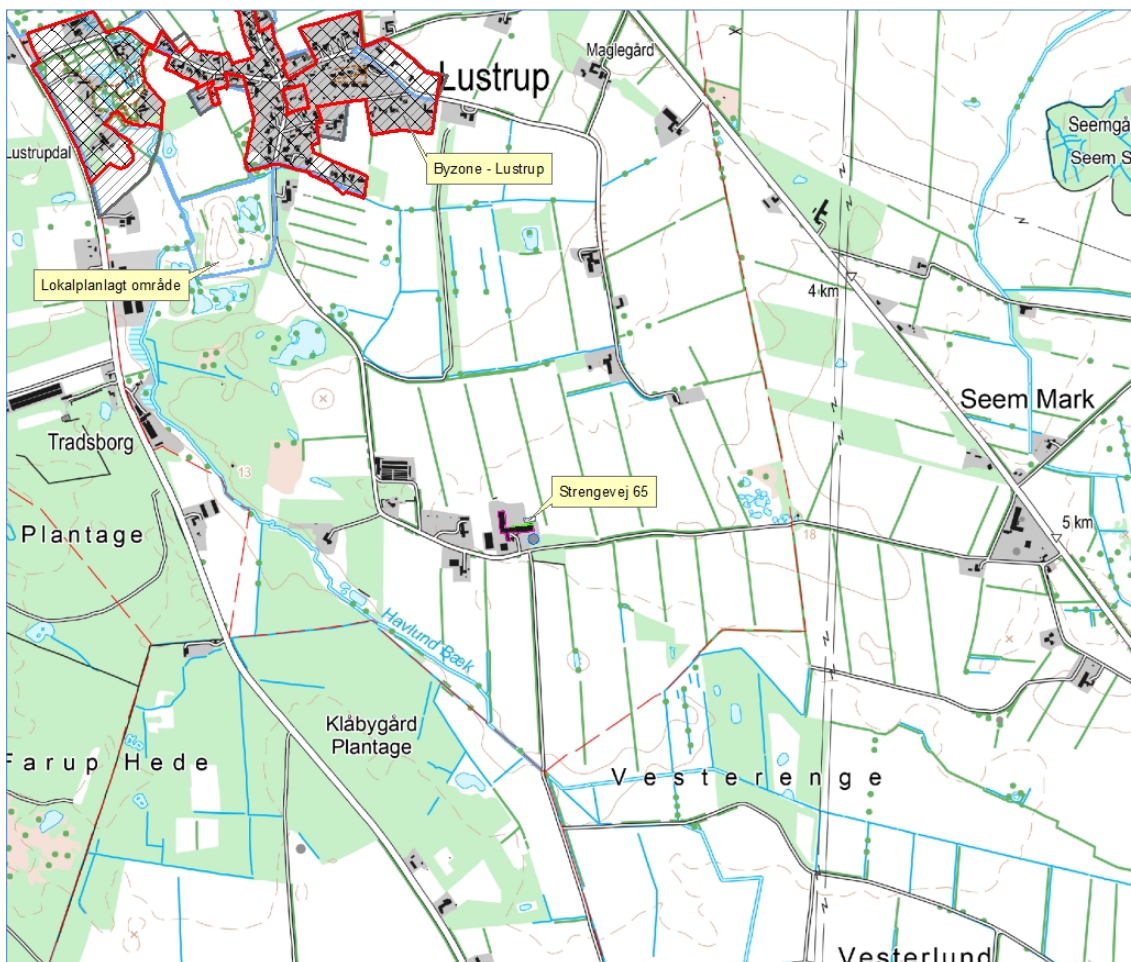 Maglegård
Lustrup
Seemgå
Seem S
Lustrupdal
Byzone - Lustrup
Lokalplanlagt område
4 km
Seem Mark
Tradsborg
13
Strengevej 65
5 km
Plantage
18
Havlund Bæk
Klåbygård
Plantage
Farup Hede
Vesterenge
Vesterlund